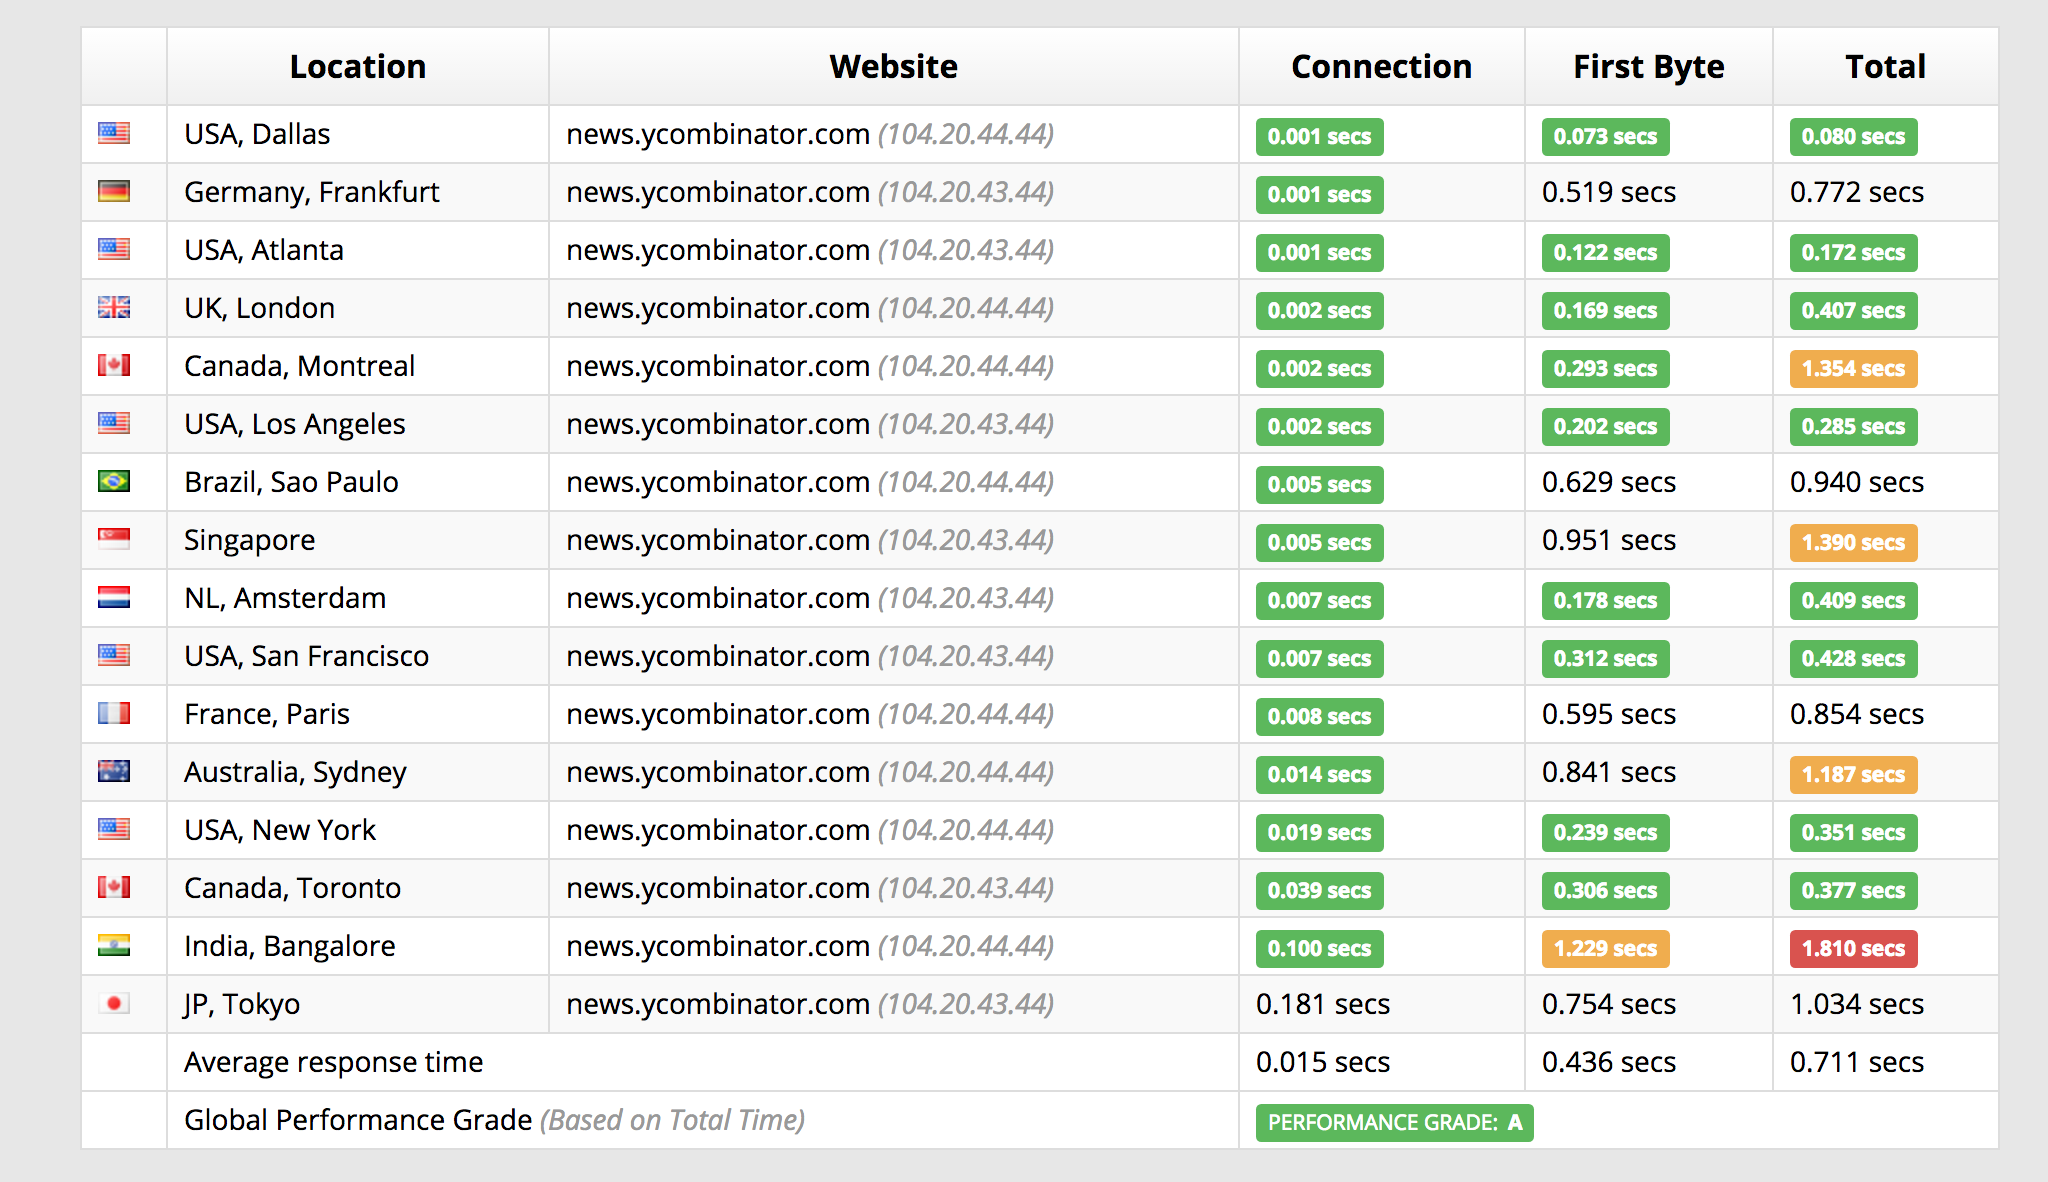 Location Website Connection First Byte Total
USA, Dallas news.ycombinator.com (104.20.44.44) 0.001 secs 0.073 secs 0.080 secs
Germany, Frankfurt news.ycombinator.com (104.20.43.44) 0.001 secs 0.519 secs 0.772 secs
USA, Atlanta news.ycombinator.com (104.20.43.44) 0.001 secs 0.122 secs 0.172 secs
UK, London news.ycombinator.com (104.20.44.44) 0.002 secs 0.169 secs 0.407 secs
Canada, Montreal news.ycombinator.com (104.20.44.44) 0.002 secs 0.293 secs 1.354 secs
USA, Los Angeles news.ycombinator.com (104.20.43.44) 0.002 secs 0.202 secs 0.285 secs
Brazil, Sao Paulo news.ycombinator.com (104.20.44.44) 0.005 secs 0.629 secs 0.940 secs
Singapore news.ycombinator.com (104.20.43.44) 0.005 secs 0.951 secs 1.390 secs
NL, Amsterdam news.ycombinator.com (104.20.43.44) 0.007 secs 0.178 secs 0.409 secs
USA, San Francisco news.ycombinator.com (104.20.43.44) 0.007 secs 0.312 secs 0.428 secs
France, Paris news.ycombinator.com (104.20.44.44) 0.008 secs 0.595 secs 0.854 secs
Australia, Sydney news.ycombinator.com (104.20.44.44) 0.014 secs 0.841 secs 1.187 secs
USA, New York news.ycombinator.com (104.20.44.44) 0.019 secs 0.239 secs 0.351 secs
Canada, Toronto news.ycombinator.com (104.20.43.44) 0.039 secs 0.306 secs 0.377 secs
India, Bangalore news.ycombinator.com (104.20.44.44) 0.100 secs 1.229 secs 1.810 secs
JP, Tokyo news.ycombinator.com (104.20.43.44) 0.181 secs 0.754 secs 1.034 secs
Average response time 0.015 secs 0.436 secs 0.711 secs
Global Performance Grade (Based on Total Time) PERFORMANCE GRADE: A